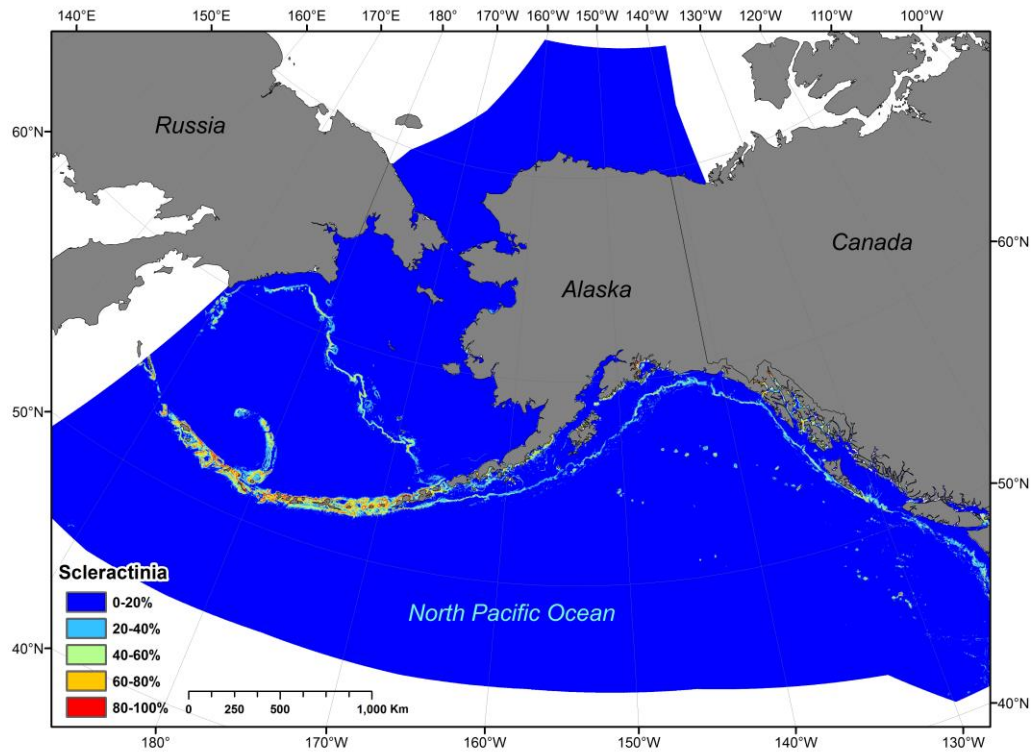 140°E 150°E 160°E 170°E 180° 170°W 160°W 150°W 140°W 130°W 120°W 110°W 100°W
Russia
60°N
Canada
60°N
Alaska
50°N
50°N
Scleractinia
0-20%
20-40%
North Pacific Ocean
40-60%
60-80%
40°N
80-100%
0 250 500 1,000 Km
40°N
180° 170°W 160°W 150°W 140°W 130°W